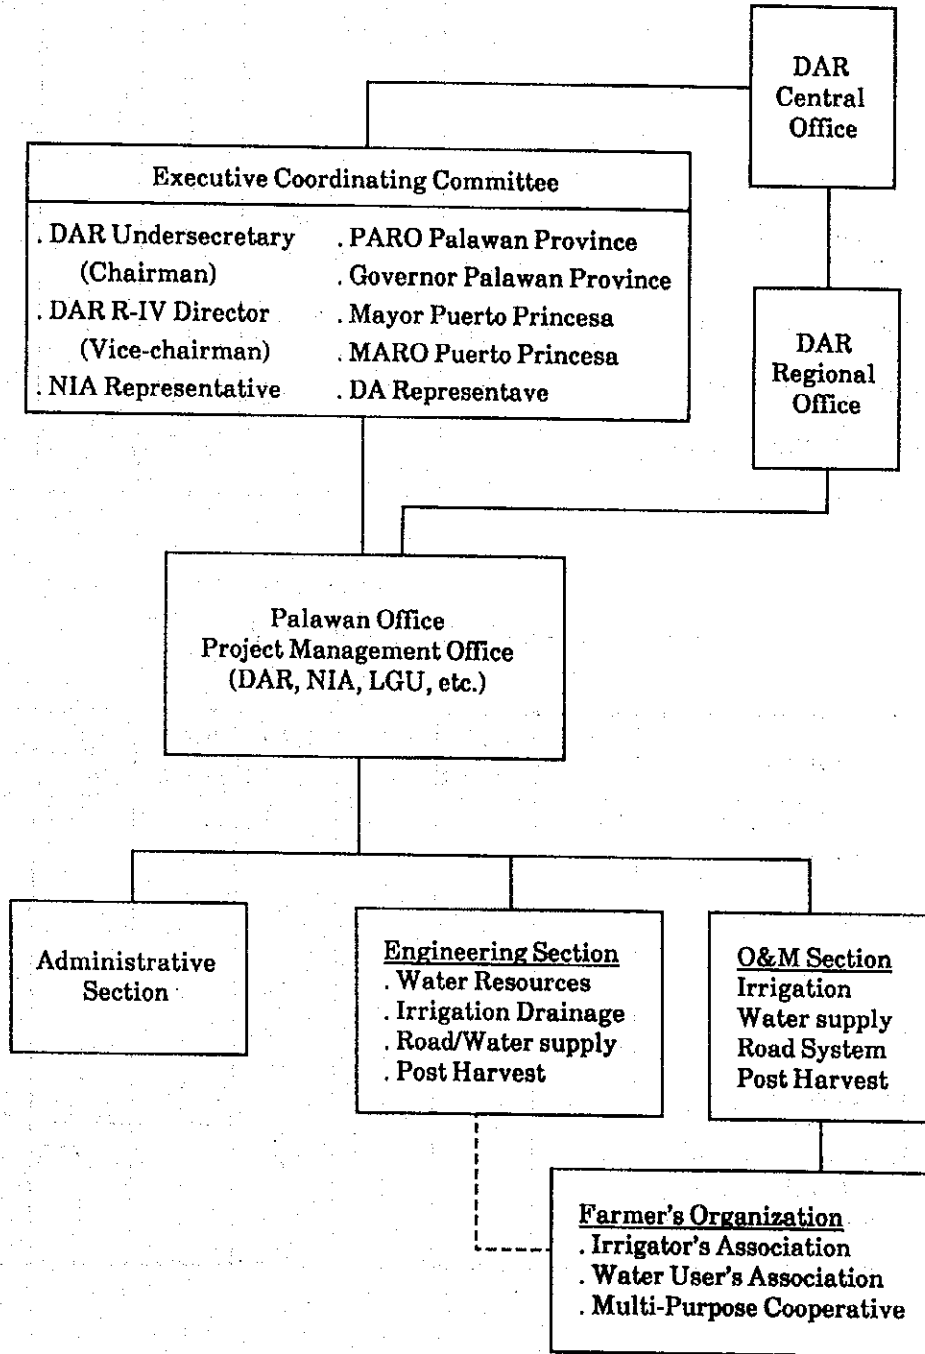 DAR
Central
Office
Executive Coordinating Committee
. DAR Undersecretary
(Chairman)
. DAR R-IV Director
(Vice-chairman)
. NIA Representative
. PARO Palawan Province
. Governor Palawan Province
. Mayor Puerto Princesa
. MARO Puerto Princesa
. DA Representave
DAR
Regional
Office
Palawan Office
Project Management Office
(DAR, NIA, LGU, etc.)
Administrative
Section
Engineering Section
. Water Resources
. Irrigation Drainage
. Road/Water supply
. Post Harvest
O&M Section
Irrigation
Water supply
Road System
Post Harvest
Farmer's Organization
. Irrigator's Association
. Water User's Association
. Multi-Purpose Cooperative